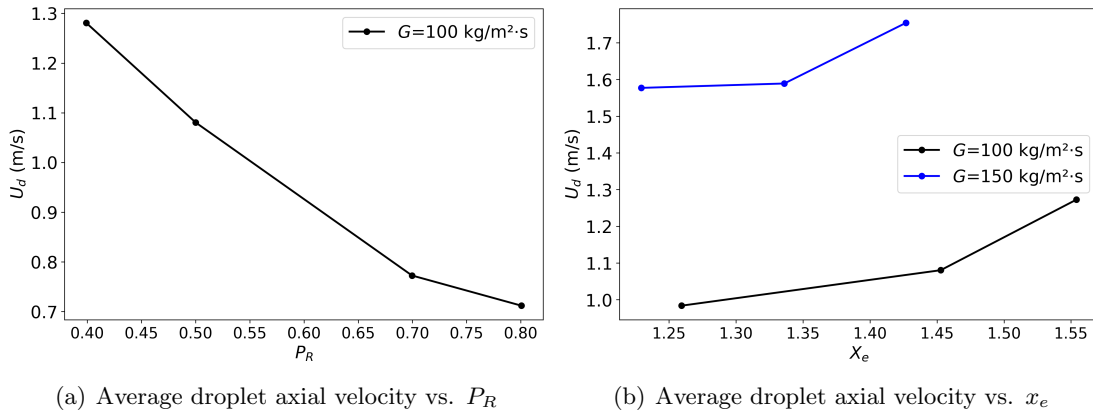 1.3
1.2
1.1
1.0
0.9
0.8
0.7
U_d (m/s)
G=100 kg/m²·s
0.40 0.45 0.50 0.55 0.60 0.65 0.70 0.75 0.80
P_R
(a) Average droplet axial velocity vs. P_R
1.7
1.6
1.5
1.4
1.3
1.2
1.1
1.0
U_d (m/s)
G=100 kg/m²·s
G=150 kg/m²·s
1.25 1.30 1.35 1.40 1.45 1.50 1.55
X_e
(b) Average droplet axial velocity vs. x_e